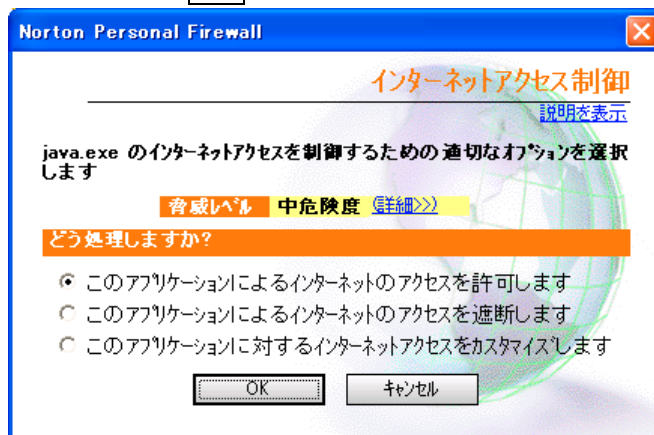 Norton Personal Firewall
インターネットアクセス制御
説明を表示
java.exe のインターネットアクセスを制御するための適切なオプションを選択
します
脅威レベル 中危険度 (詳細>>)
どう処理しますか?
このアプリケーションによるインターネットのアクセスを許可します
このアプリケーションによるインターネットのアクセスを遮断します
このアプリケーションに対するインターネットアクセスをカスタマイズします
OK キャンセル